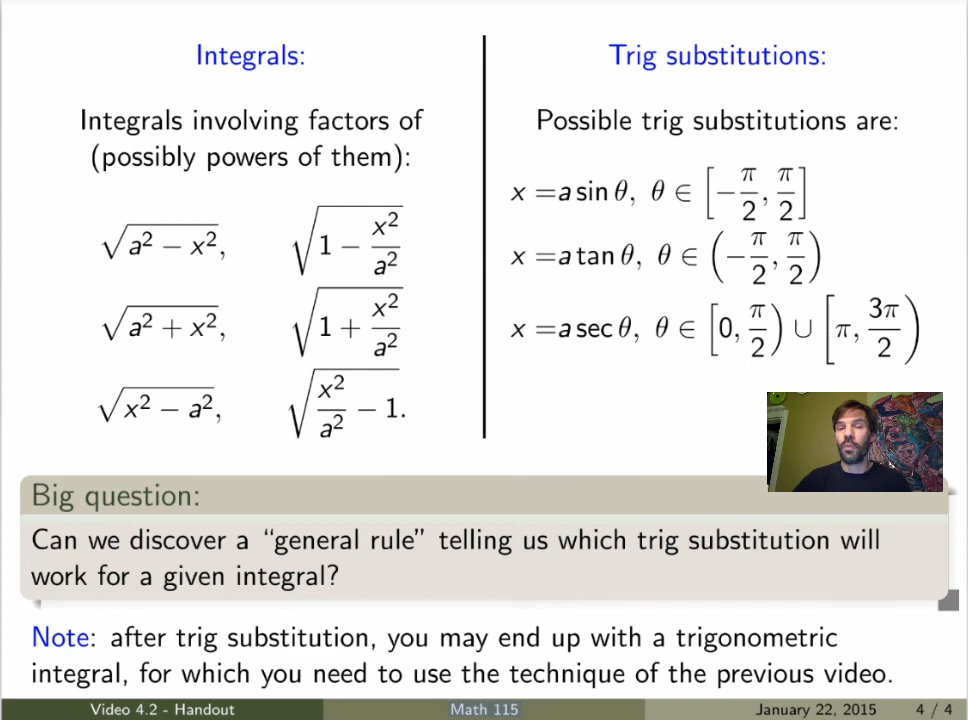 Integrals:
Integrals involving factors of
(possibly powers of them):
√(a² − x²), √(1 − x²/a²)
√(a² + x²), √(1 + x²/a²)
√(x² − a²), √(x²/a² − 1).
Trig substitutions:
Possible trig substitutions are:
x = a sin θ, θ ∈ [−π/2, π/2]
x = a tan θ, θ ∈ (−π/2, π/2)
x = a sec θ, θ ∈ [0, π/2) ∪ [π, 3π/2)
Big question:
Can we discover a “general rule” telling us which trig substitution will
work for a given integral?
Note: after trig substitution, you may end up with a trigonometric
integral, for which you need to use the technique of the previous video.
Video 4.2 - Handout Math 115 January 22, 2015 4 / 4